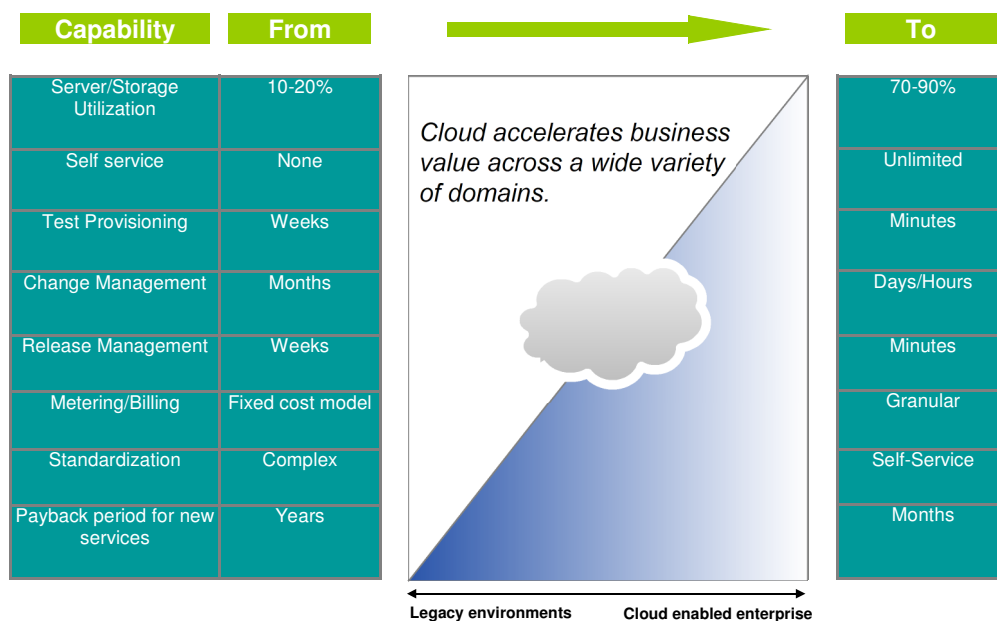 Capability
From
To
Server/Storage
Utilization
10-20%
70-90%
Self service
None
Unlimited
Test Provisioning
Weeks
Minutes
Change Management
Months
Days/Hours
Release Management
Weeks
Minutes
Metering/Billing
Fixed cost model
Granular
Standardization
Complex
Self-Service
Payback period for new
services
Years
Months
Cloud accelerates business
value across a wide variety
of domains.
Legacy environments
Cloud enabled enterprise